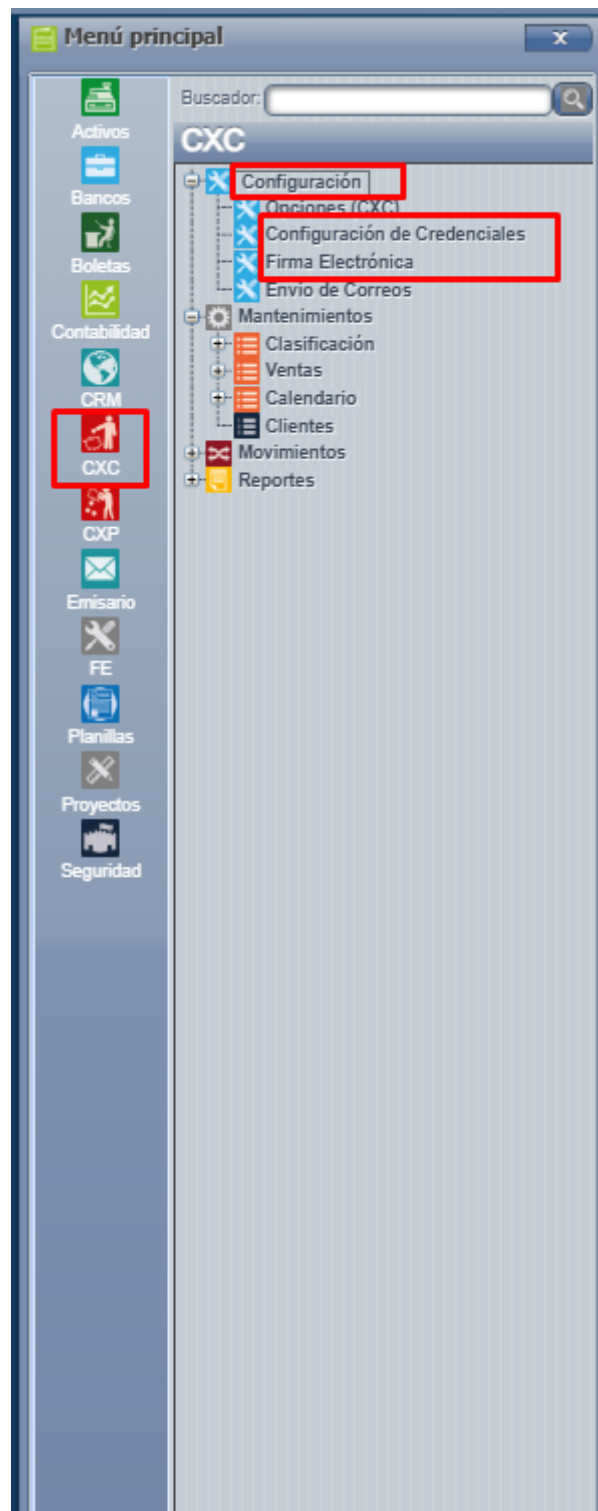 Menú principal
x
Buscador:
CXC
Activos
Bancos
Boletas
Contabilidad
CRM
CXC
CXP
Emisario
FE
Planillas
Proyectos
Seguridad
Configuración
Opciones (CXC)
Configuración de Credenciales
Firma Electrónica
Envio de Correos
Mantenimientos
Clasificación
Ventas
Calendario
Clientes
Movimientos
Reportes